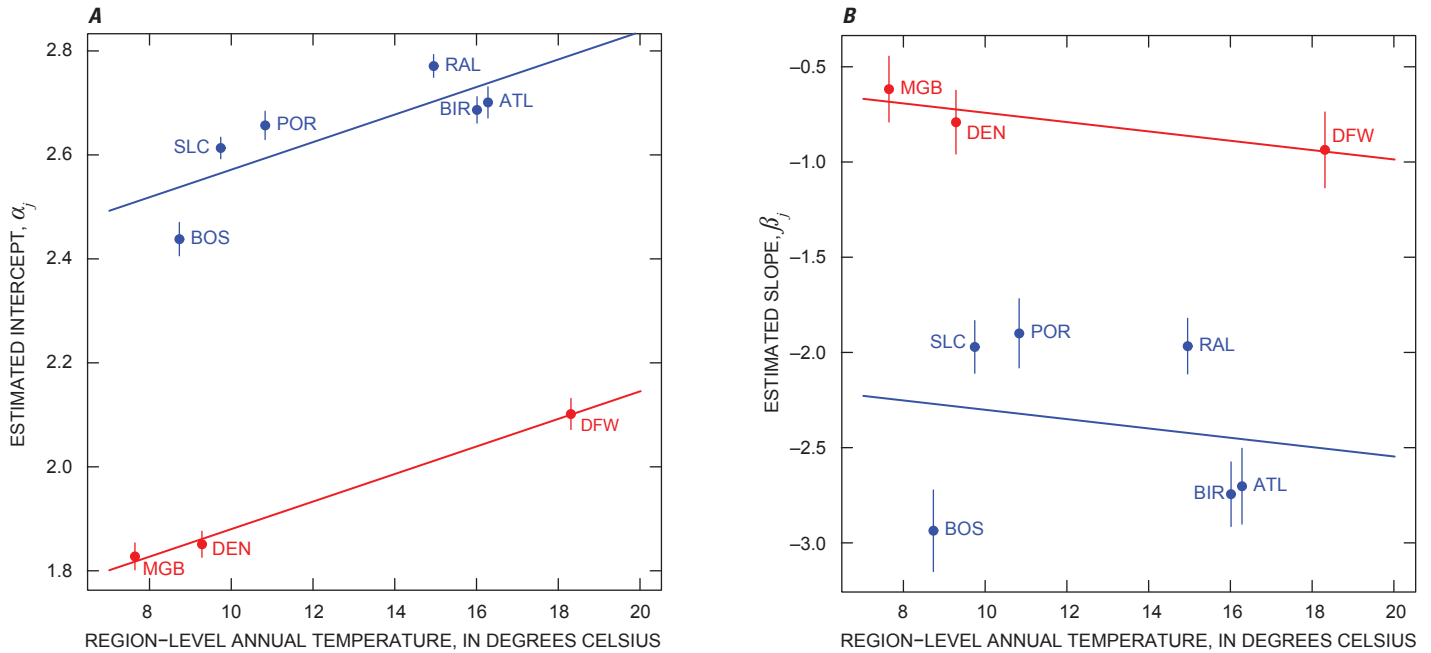 A
ESTIMATED INTERCEPT, αj
2.8
2.6
2.4
2.2
2.0
1.8
RAL
BIR
ATL
POR
SLC
BOS
DFW
DEN
MGB
8 10 12 14 16 18 20
REGION−LEVEL ANNUAL TEMPERATURE, IN DEGREES CELSIUS
B
ESTIMATED SLOPE, βj
−0.5
−1.0
−1.5
−2.0
−2.5
−3.0
MGB
DEN
DFW
SLC
POR
RAL
BIR
ATL
BOS
8 10 12 14 16 18 20
REGION−LEVEL ANNUAL TEMPERATURE, IN DEGREES CELSIUS